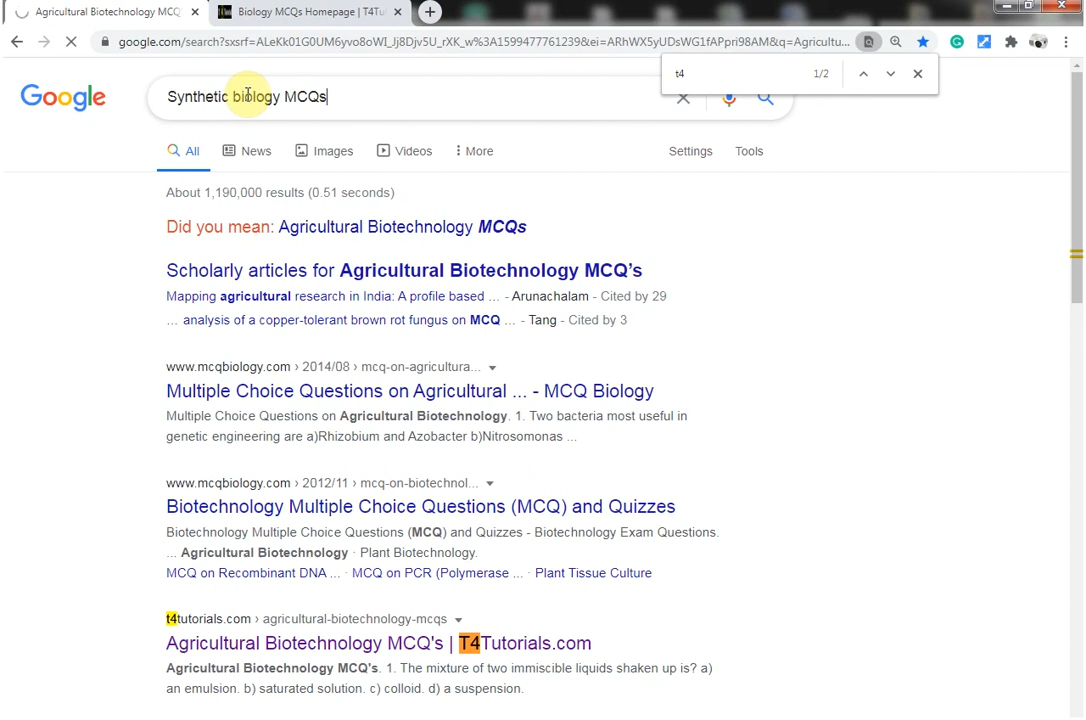 Agricultural Biotechnology MCQ
Biology MCQs Homepage | T4Tu
google.com/search?sxsrf=ALeKk01G0UM6yvo8oWI_Jj8Djv5U_rXK_w%3A1599477761239&ei=ARhWX5yUDsWG1fAPpri98AM&q=Agricultu...
t4
1/2
Google
Synthetic biology MCQs
All
News
Images
Videos
More
Settings
Tools
About 1,190,000 results (0.51 seconds)
Did you mean: Agricultural Biotechnology MCQs
Scholarly articles for Agricultural Biotechnology MCQ's
Mapping agricultural research in India: A profile based ... - Arunachalam - Cited by 29
... analysis of a copper-tolerant brown rot fungus on MCQ ... - Tang - Cited by 3
www.mcqbiology.com › 2014/08 › mcq-on-agricultura...
Multiple Choice Questions on Agricultural ... - MCQ Biology
Multiple Choice Questions on Agricultural Biotechnology. 1. Two bacteria most useful in
genetic engineering are a)Rhizobium and Azobacter b)Nitrosomonas ...
www.mcqbiology.com › 2012/11 › mcq-on-biotechnol...
Biotechnology Multiple Choice Questions (MCQ) and Quizzes
Biotechnology Multiple Choice Questions (MCQ) and Quizzes - Biotechnology Exam Questions.
... Agricultural Biotechnology · Plant Biotechnology.
MCQ on Recombinant DNA ... · MCQ on PCR (Polymerase ... · Plant Tissue Culture
t4tutorials.com › agricultural-biotechnology-mcqs
Agricultural Biotechnology MCQ's | T4Tutorials.com
Agricultural Biotechnology MCQ's. 1. The mixture of two immiscible liquids shaken up is? a)
an emulsion. b) saturated solution. c) colloid. d) a suspension.